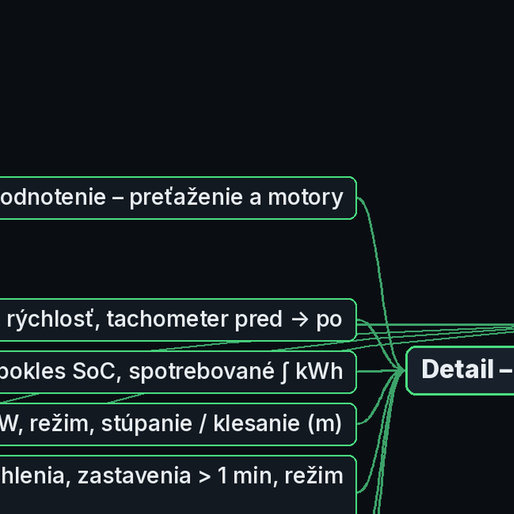 odnotenie – preťaženie a motory
rýchlosť, tachometer pred → po
pokles SoC, spotrebované ∫ kWh
Detail –
W, režim, stúpanie / klesanie (m)
hlenia, zastavenia > 1 min, režim